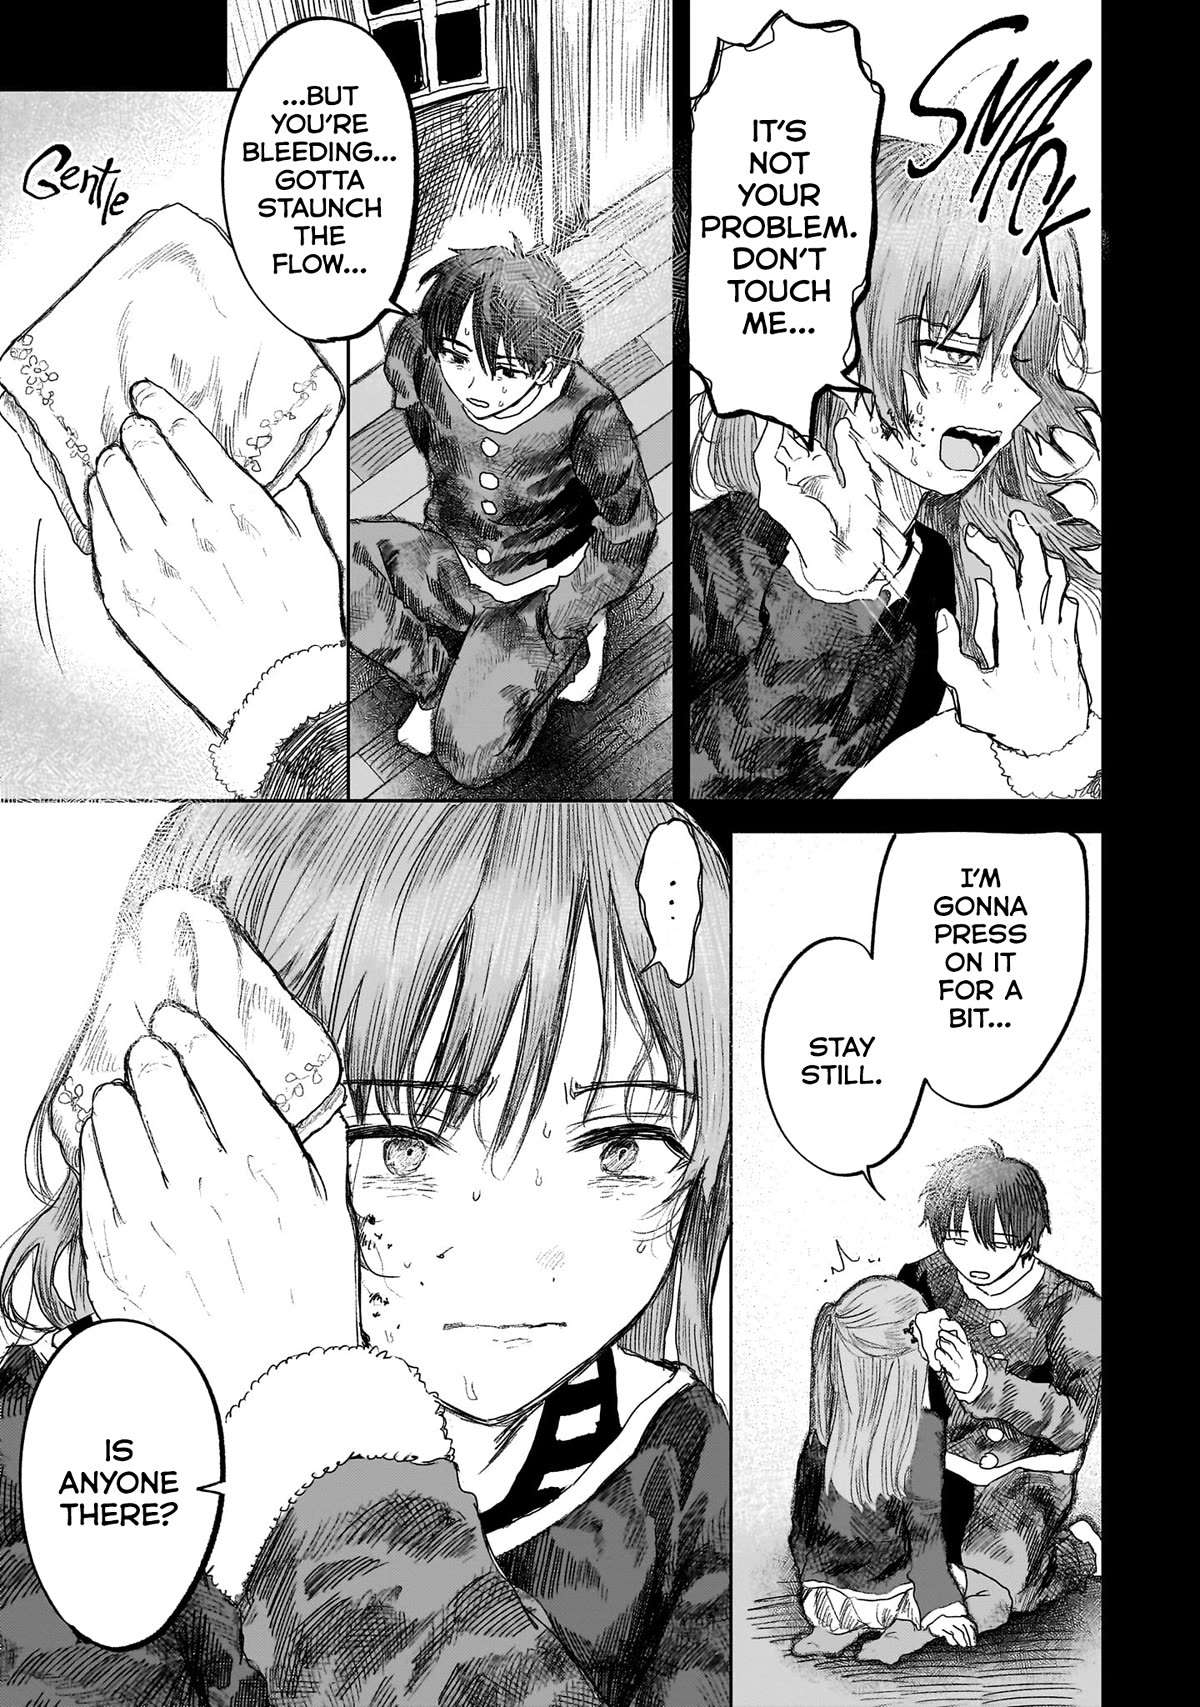 SMACK
IT'S
NOT
YOUR
PROBLEM.
DON'T
TOUCH
ME...
...BUT
YOU'RE
BLEEDING...
GOTTA
STAUNCH
THE
FLOW...
Gentle
I'M
GONNA
PRESS
ON IT
FOR A
BIT...
STAY
STILL.
...
IS
ANYONE
THERE?